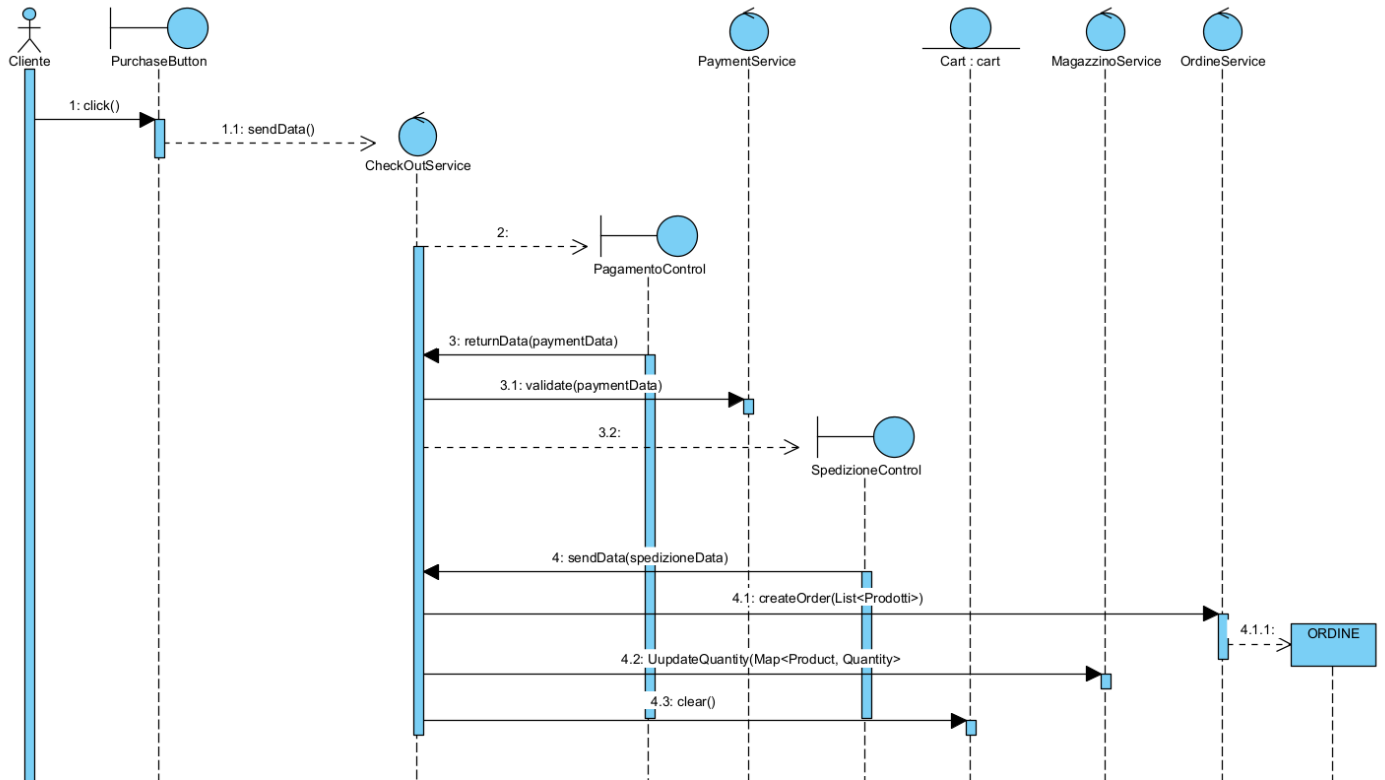 Cliente
PurchaseButton
PaymentService
Cart : cart
MagazzinoService
OrdineService
1: click()
1.1: sendData()
CheckOutService
2:
PagamentoControl
3: returnData(paymentData)
3.1: validate(paymentData)
3.2:
SpedizioneControl
4: sendData(spedizioneData)
4.1: createOrder(List<Prodotti>)
4.1.1:
ORDINE
4.2: UupdateQuantity(Map<Product, Quantity>
4.3: clear()